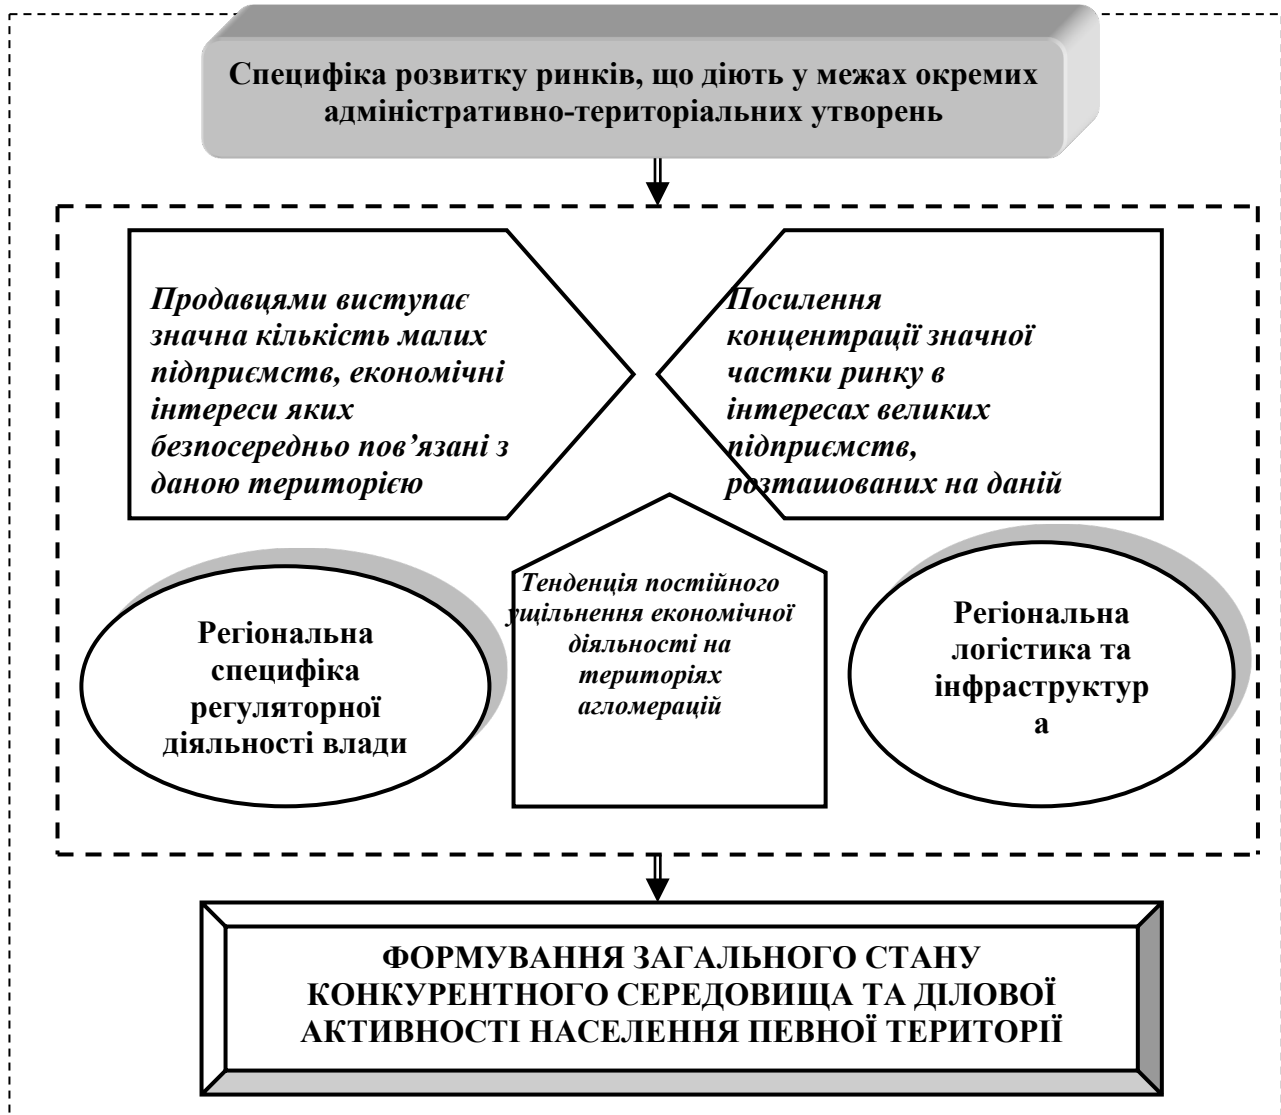 Специфіка розвитку ринків, що діють у межах окремих
адміністративно-територіальних утворень
Продавцями виступає
значна кількість малих
підприємств, економічні
інтереси яких
безпосередньо пов’язані з
даною територією
Посилення
концентрації значної
частки ринку в
інтересах великих
підприємств,
розташованих на даній
Регіональна
специфіка
регуляторної
діяльності влади
Тенденція постійного
ущільнення економічної
діяльності на
територіях
агломерацій
Регіональна
логістика та
інфраструктур
а
ФОРМУВАННЯ ЗАГАЛЬНОГО СТАНУ
КОНКУРЕНТНОГО СЕРЕДОВИЩА ТА ДІЛОВОЇ
АКТИВНОСТІ НАСЕЛЕННЯ ПЕВНОЇ ТЕРИТОРІЇ